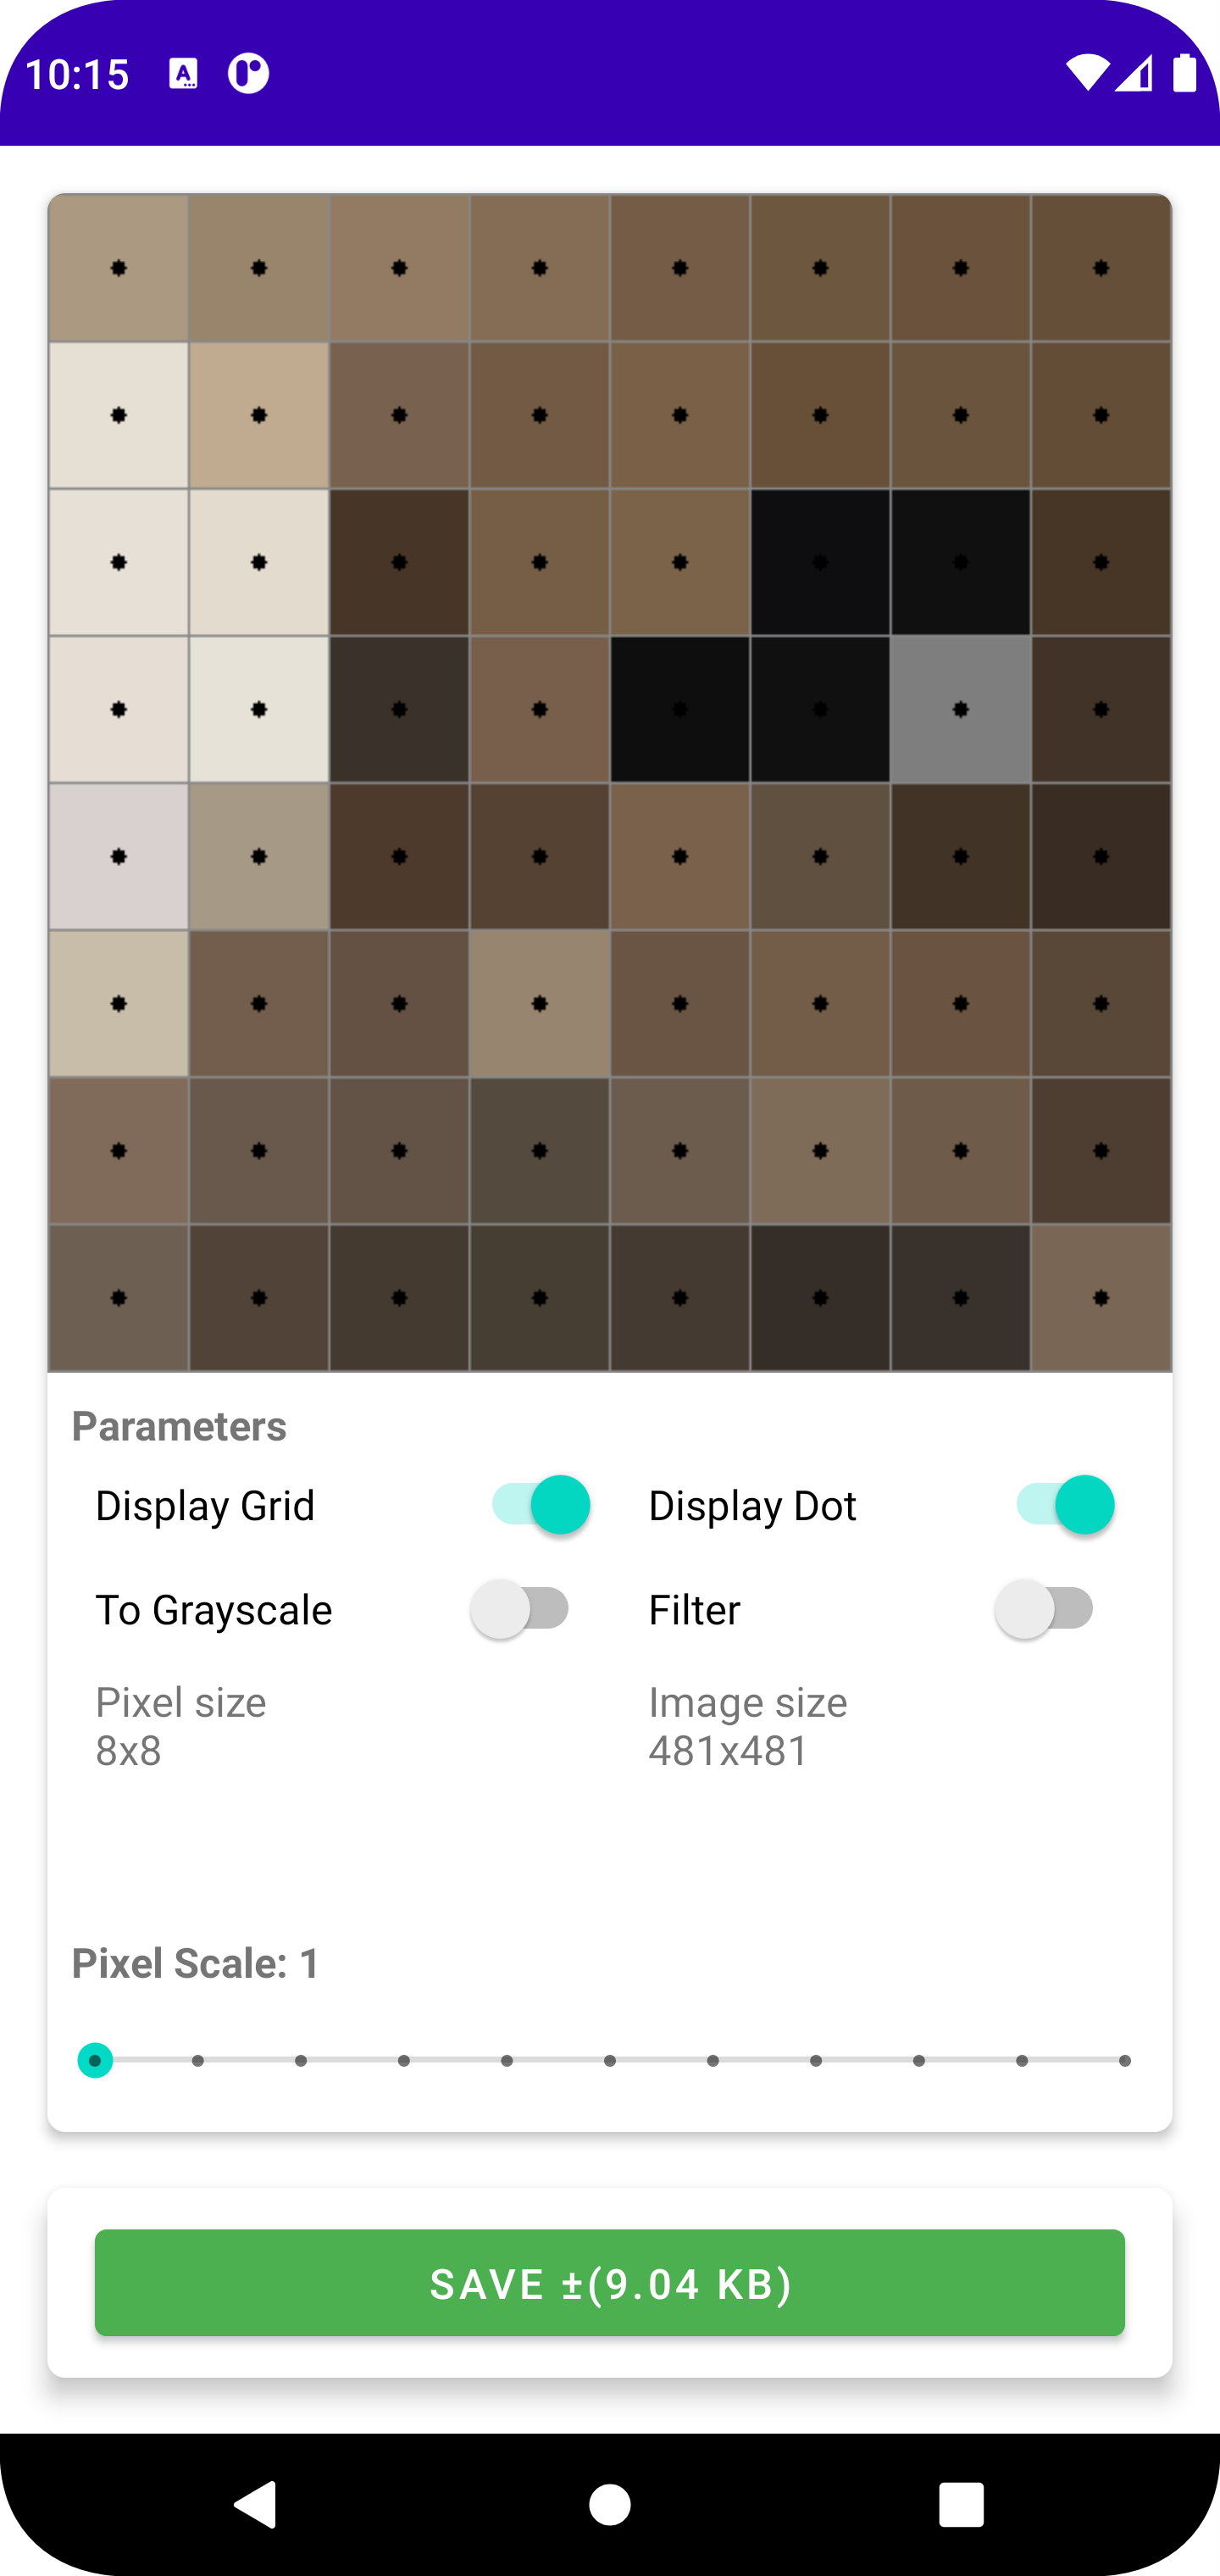 10:15
Parameters
Display Grid
Display Dot
To Grayscale
Filter
Pixel size
8x8
Image size
481x481
Pixel Scale: 1
SAVE ±(9.04 KB)